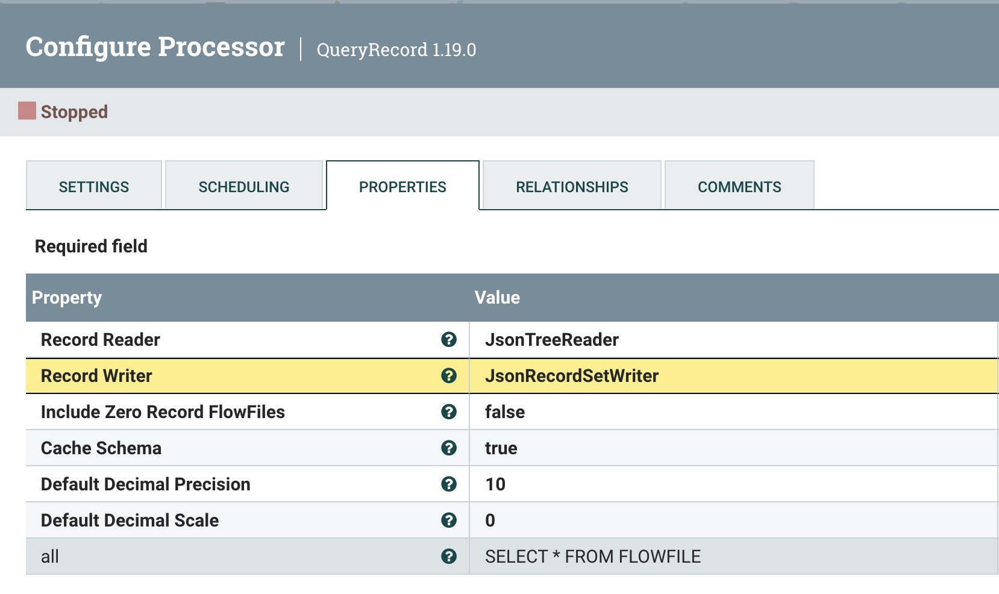 Configure Processor | QueryRecord 1.19.0
Stopped
SETTINGS SCHEDULING PROPERTIES RELATIONSHIPS COMMENTS
Required field
Property Value
Record Reader ? JsonTreeReader
Record Writer ? JsonRecordSetWriter
Include Zero Record FlowFiles ? false
Cache Schema ? true
Default Decimal Precision ? 10
Default Decimal Scale ? 0
all ? SELECT * FROM FLOWFILE